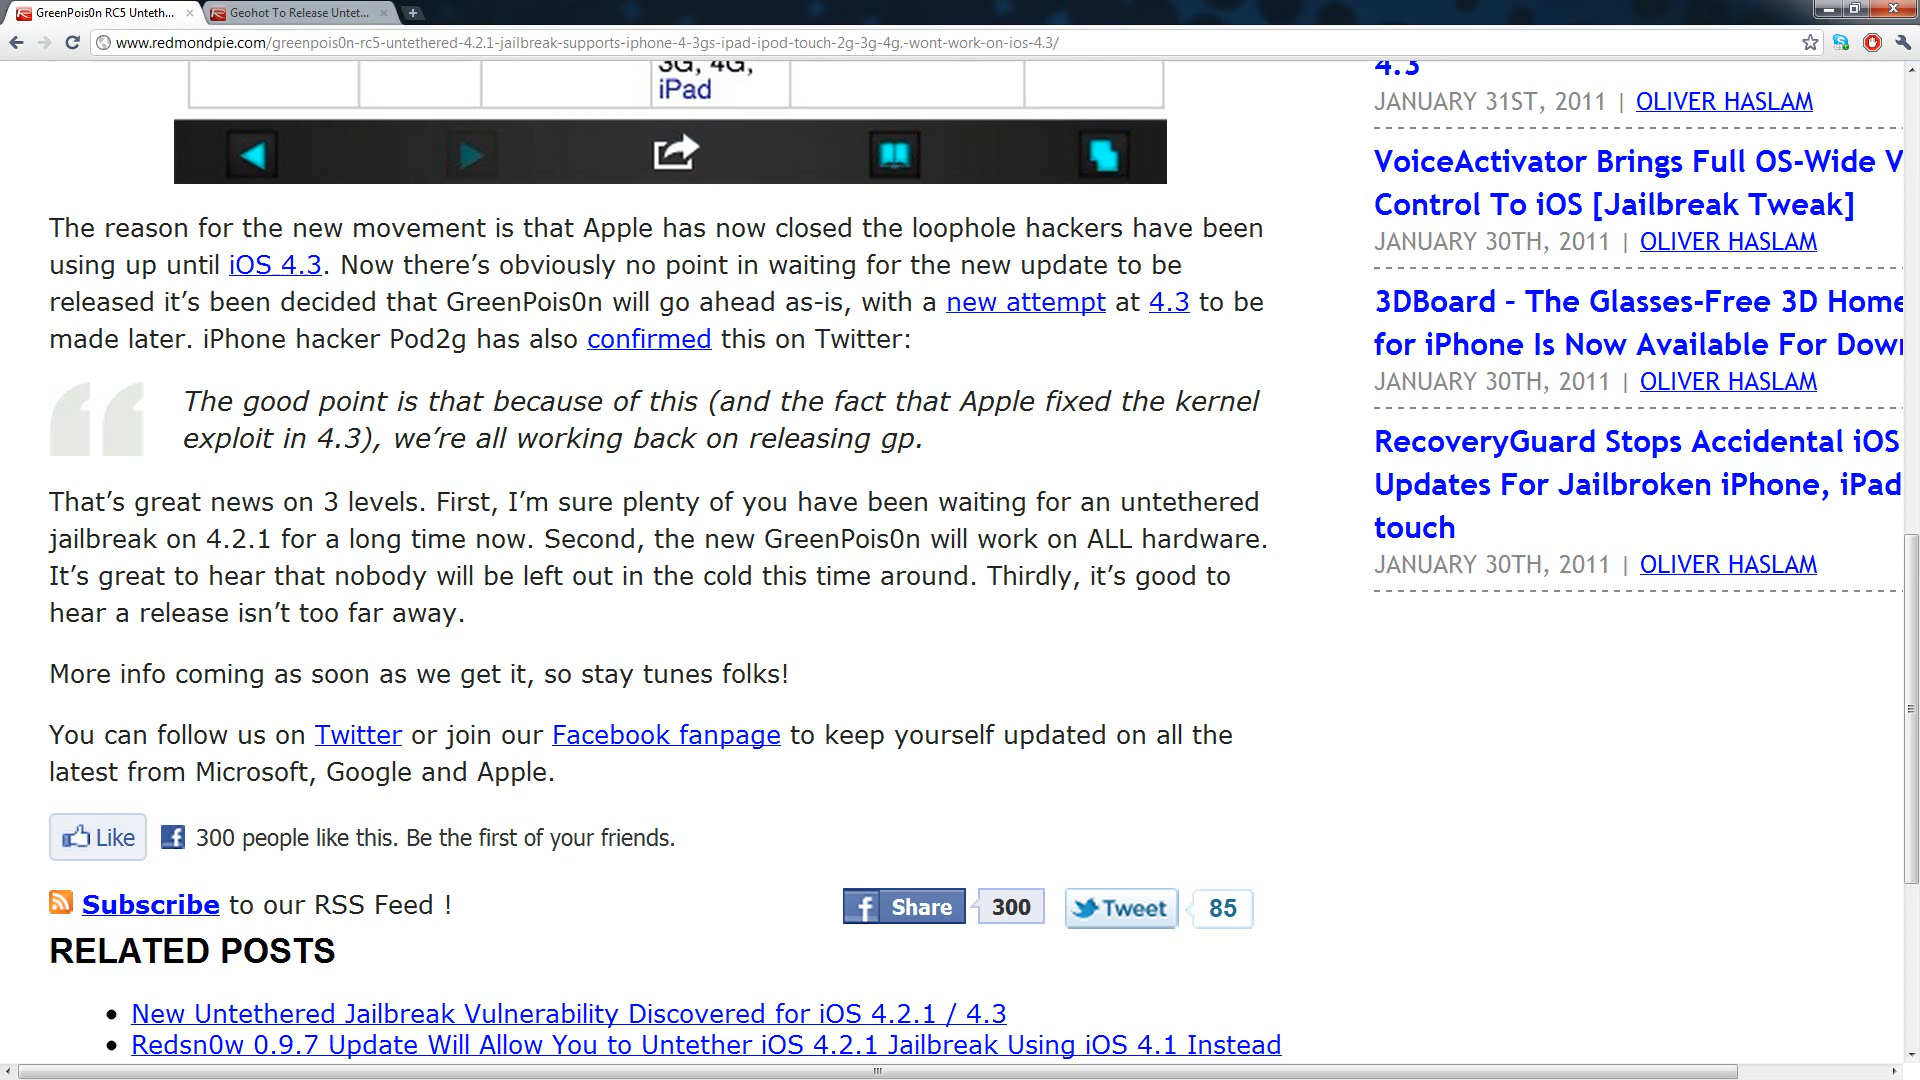 GreenPois0n RC5 Unteth...
Geohot To Release Untet...
www.redmondpie.com/greenpois0n-rc5-untethered-4.2.1-jailbreak-supports-iphone-4-3gs-ipad-ipod-touch-2g-3g-4g.-wont-work-on-ios-4.3/
3G, 4G,
iPad
The reason for the new movement is that Apple has now closed the loophole hackers have been
using up until iOS 4.3. Now there’s obviously no point in waiting for the new update to be
released it’s been decided that GreenPois0n will go ahead as-is, with a new attempt at 4.3 to be
made later. iPhone hacker Pod2g has also confirmed this on Twitter:
The good point is that because of this (and the fact that Apple fixed the kernel
exploit in 4.3), we’re all working back on releasing gp.
That’s great news on 3 levels. First, I’m sure plenty of you have been waiting for an untethered
jailbreak on 4.2.1 for a long time now. Second, the new GreenPois0n will work on ALL hardware.
It’s great to hear that nobody will be left out in the cold this time around. Thirdly, it’s good to
hear a release isn’t too far away.
More info coming as soon as we get it, so stay tunes folks!
You can follow us on Twitter or join our Facebook fanpage to keep yourself updated on all the
latest from Microsoft, Google and Apple.
Like
300 people like this. Be the first of your friends.
Subscribe to our RSS Feed !
Share 300
Tweet 85
RELATED POSTS
New Untethered Jailbreak Vulnerability Discovered for iOS 4.2.1 / 4.3
Redsn0w 0.9.7 Update Will Allow You to Untether iOS 4.2.1 Jailbreak Using iOS 4.1 Instead
4.3
JANUARY 31ST, 2011 | OLIVER HASLAM
VoiceActivator Brings Full OS-Wide V
Control To iOS [Jailbreak Tweak]
JANUARY 30TH, 2011 | OLIVER HASLAM
3DBoard – The Glasses-Free 3D Home
for iPhone Is Now Available For Down
JANUARY 30TH, 2011 | OLIVER HASLAM
RecoveryGuard Stops Accidental iOS
Updates For Jailbroken iPhone, iPad
touch
JANUARY 30TH, 2011 | OLIVER HASLAM